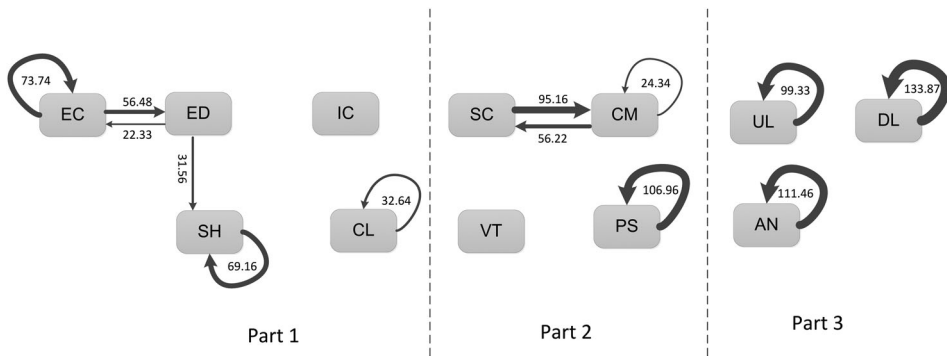 73.74
EC
56.48
22.33
ED
31.56
SH
69.16
IC
CL
32.64
Part 1
SC
95.16
56.22
CM
24.34
VT
PS
106.96
Part 2
UL
99.33
DL
133.87
AN
111.46
Part 3